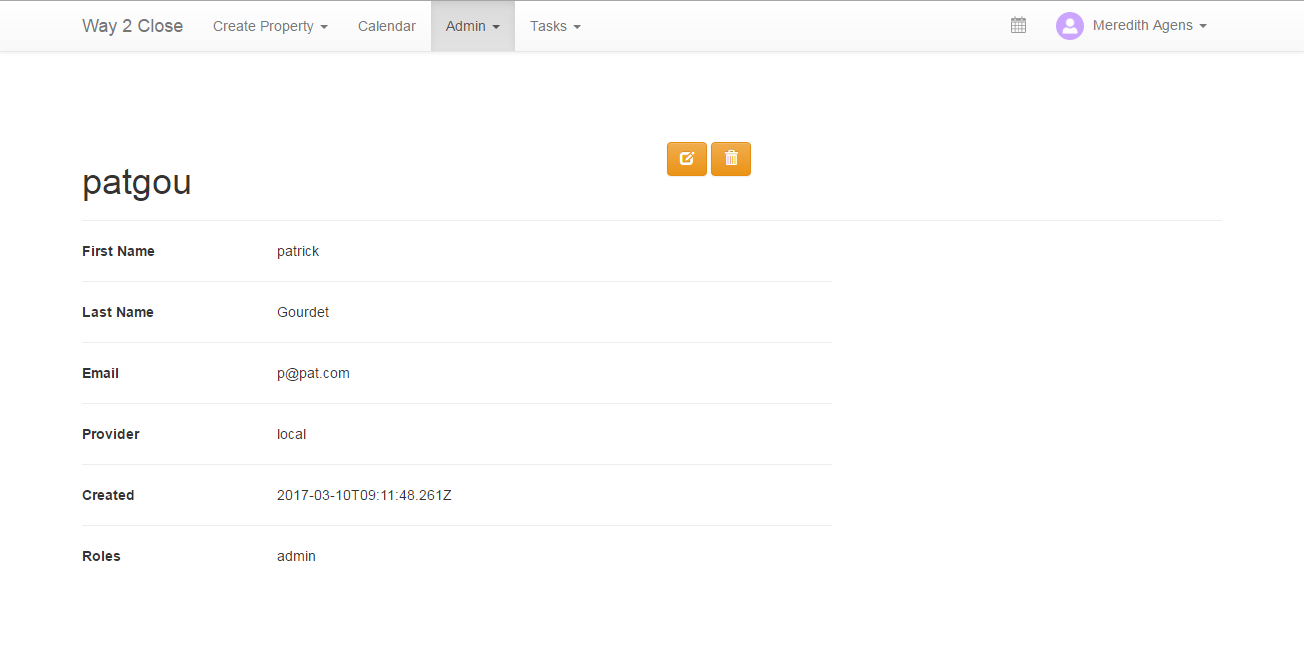 Way 2 Close Create Property Calendar Admin Tasks Meredith Agens
patgou
First Name patrick
Last Name Gourdet
Email p@pat.com
Provider local
Created 2017-03-10T09:11:48.261Z
Roles admin